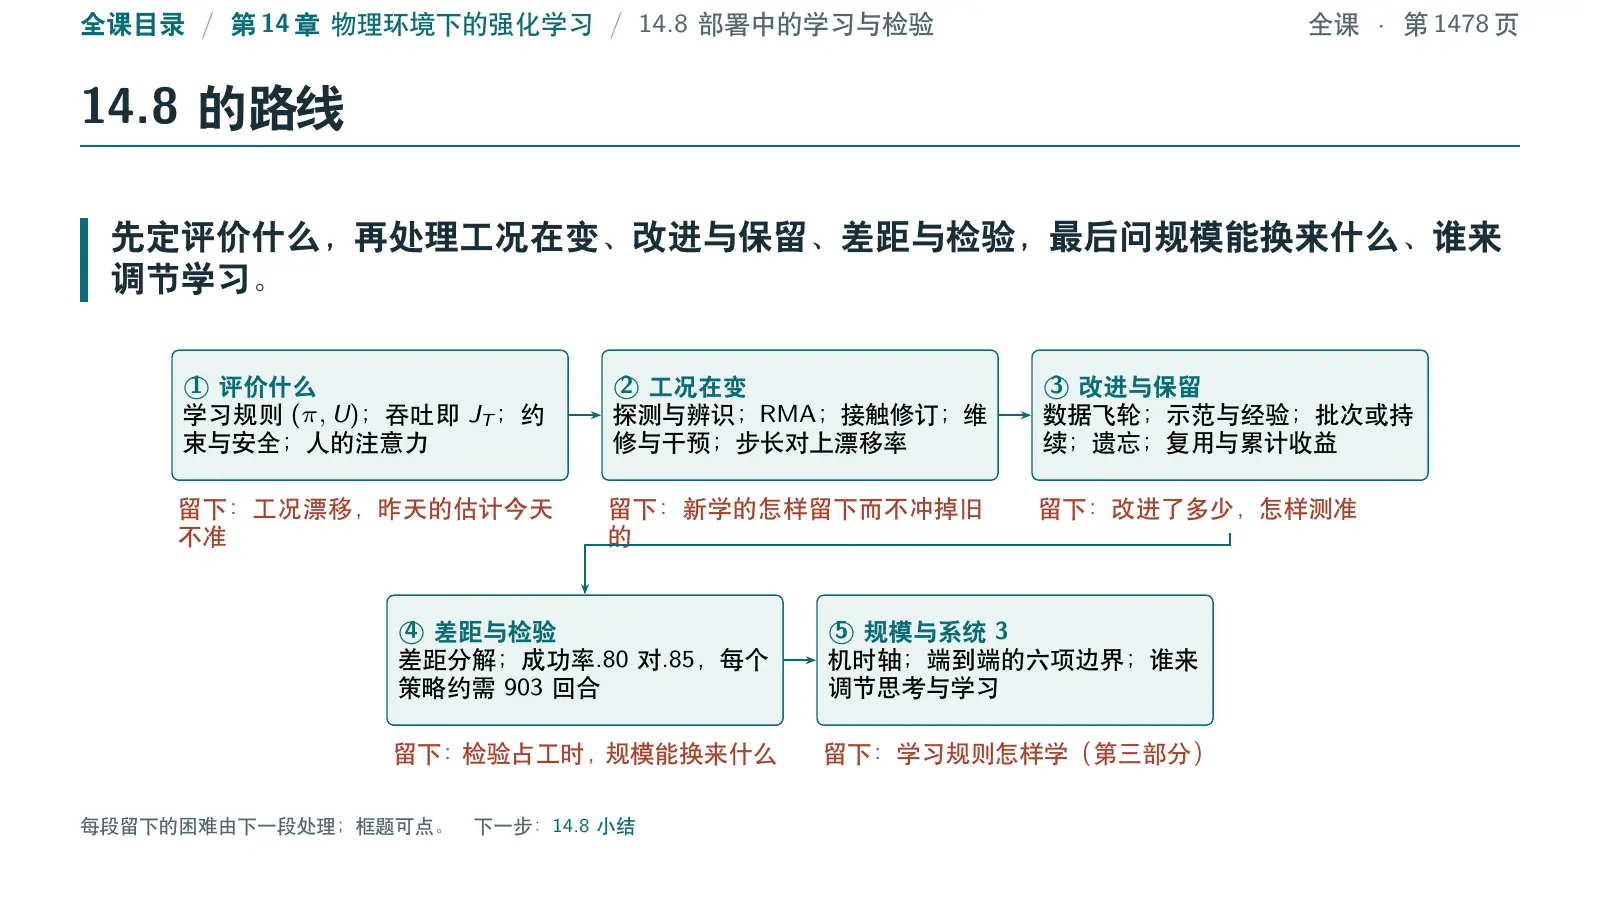 全课目录 / 第 14 章 物理环境下的强化学习 / 14.8 部署中的学习与检验
全课 · 第 1478 页
14.8 的路线
先定评价什么，再处理工况在变、改进与保留、差距与检验，最后问规模能换来什么、谁来
调节学习。
① 评价什么
学习规则 (π, U)；吞吐即 J_T；约
束与安全；人的注意力
② 工况在变
探测与辨识；RMA；接触修订；维
修与干预；步长对上漂移率
③ 改进与保留
数据飞轮；示范与经验；批次或持
续；遗忘；复用与累计收益
留下：工况漂移，昨天的估计今天
不准
留下：新学的怎样留下而不冲掉旧
的
留下：改进了多少，怎样测准
④ 差距与检验
差距分解；成功率.80 对.85，每个
策略约需 903 回合
⑤ 规模与系统 3
机时轴；端到端的六项边界；谁来
调节思考与学习
留下：检验占工时，规模能换来什么
留下：学习规则怎样学（第三部分）
每段留下的困难由下一段处理；框题可点。 下一步：14.8 小结